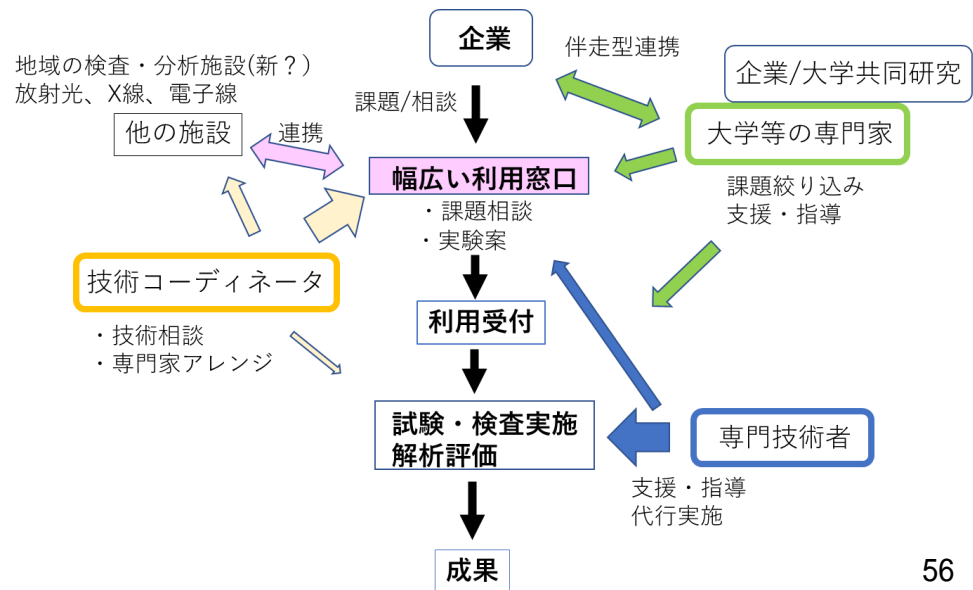 企業
伴走型連携
企業/大学共同研究
地域の検査・分析施設(新？)
放射光、X線、電子線
課題/相談
他の施設
連携
大学等の専門家
幅広い利用窓口
・課題相談
・実験案
課題絞り込み
支援・指導
技術コーディネータ
・技術相談
・専門家アレンジ
利用受付
試験・検査実施
解析評価
専門技術者
支援・指導
代行実施
成果
56